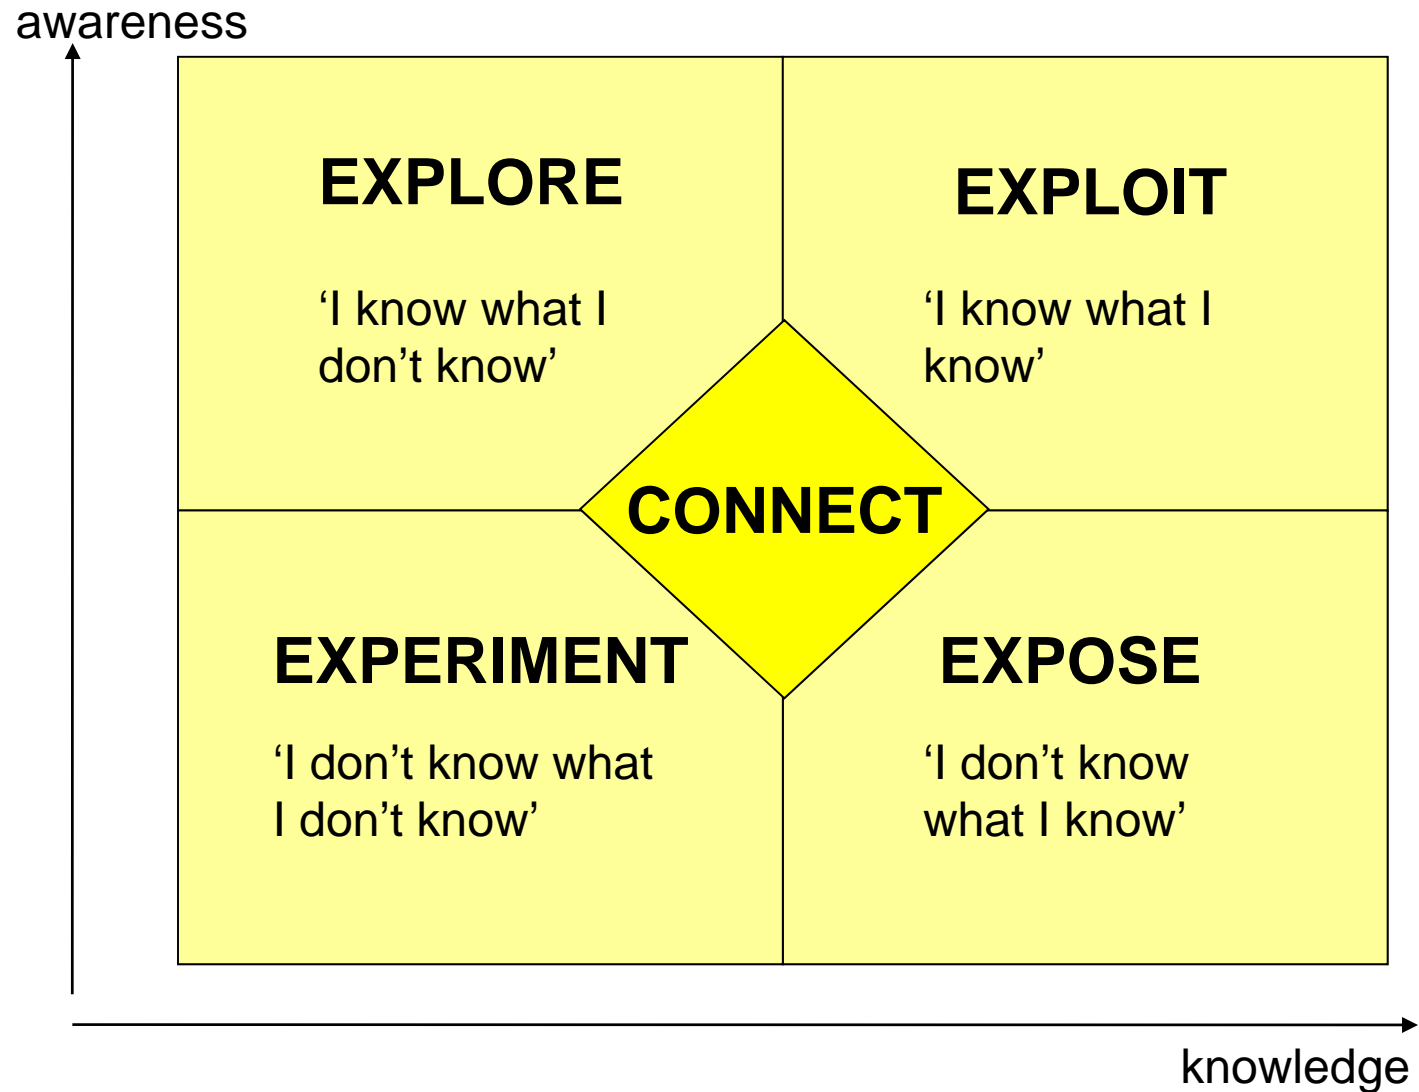 awareness
EXPLORE
‘I know what I
don’t know’
EXPLOIT
‘I know what I
know’
CONNECT
EXPERIMENT
‘I don’t know what
I don’t know’
EXPOSE
‘I don’t know
what I know’
knowledge